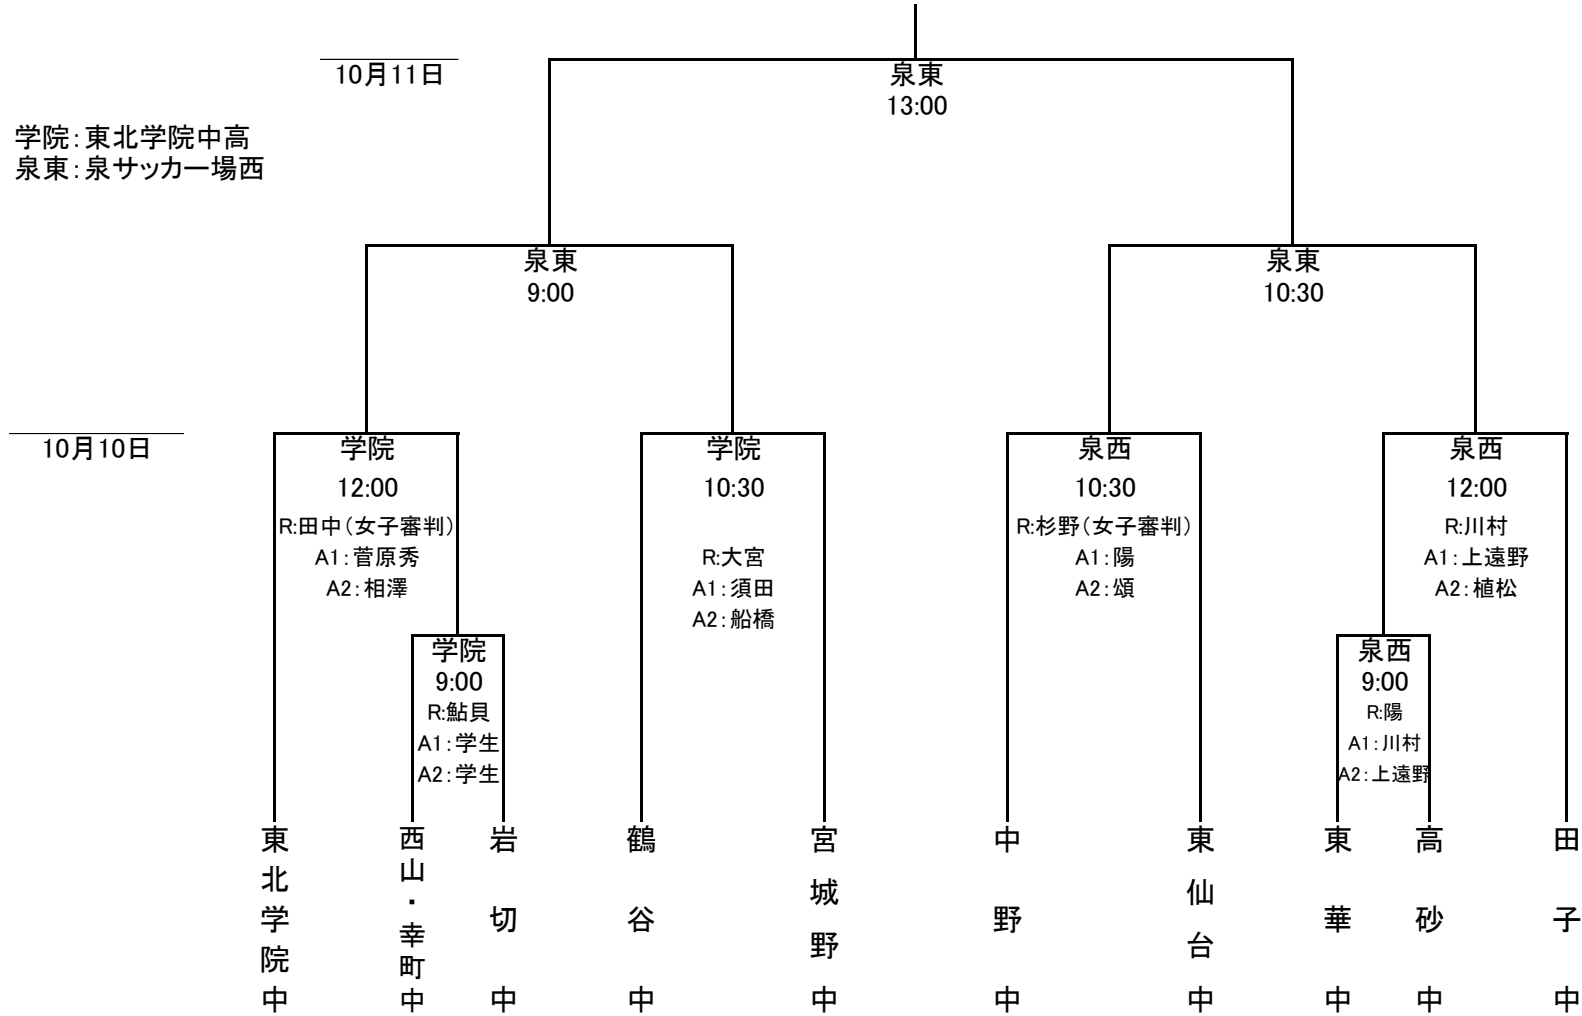 10月11日
泉東
13:00
学院：東北学院中高
泉東：泉サッカー場西
泉東
9:00
泉東
10:30
10月10日
学院
12:00
R:田中（女子審判）
A1：菅原秀
A2：相澤
学院
10:30
R:大宮
A1：須田
A2：船橋
泉西
10:30
R:杉野（女子審判）
A1：陽
A2：頌
泉西
12:00
R:川村
A1：上遠野
A2：植松
学院
9:00
R:鮎貝
A1：学生
A2：学生
泉西
9:00
R:陽
A1：川村
A2：上遠野
東北学院中
西山・幸町中
岩切中
鶴谷中
宮城野中
中野中
東仙台中
東華中
高砂中
田子中